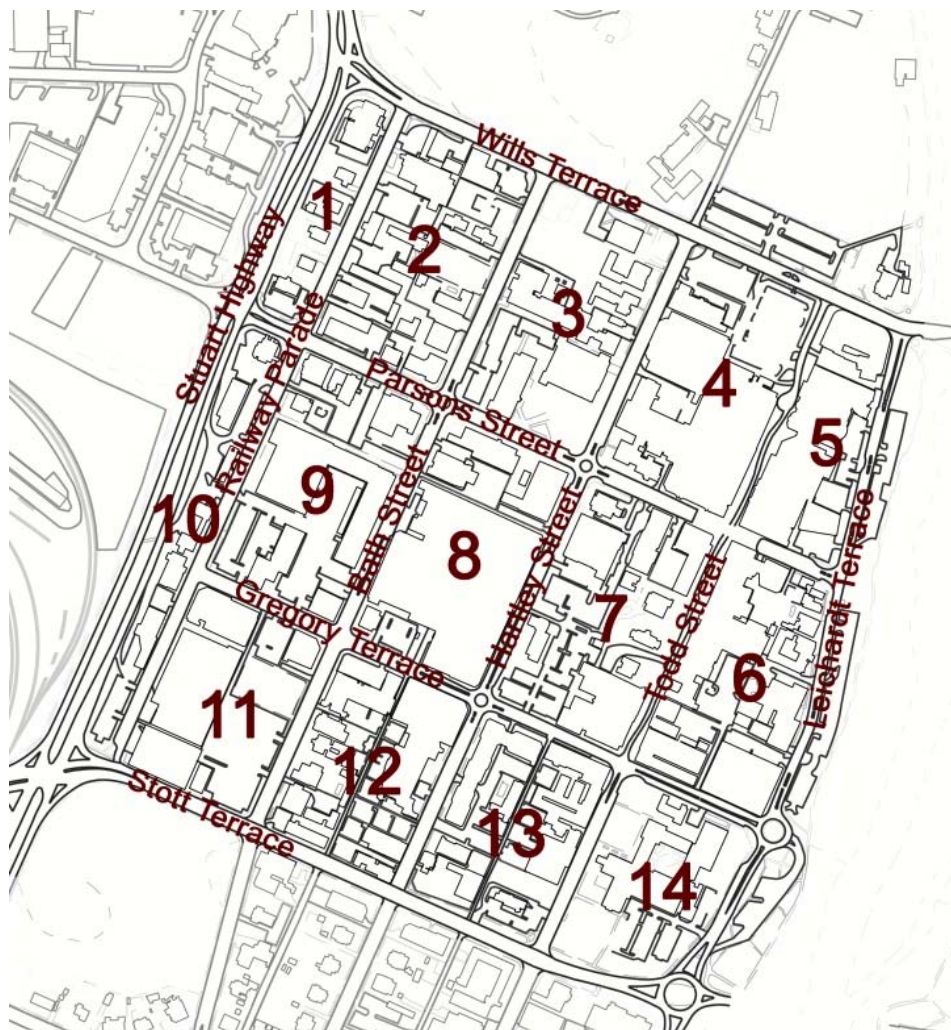 Wills Terrace
1
2
3
4
5
Stuart Highway
Railway Parade
Parsons Street
9
10
Bath Street
8
Hartley Street
7
Todd Street
6
Leichardt Terrace
Gregory Terrace
11
12
13
14
Stott Terrace